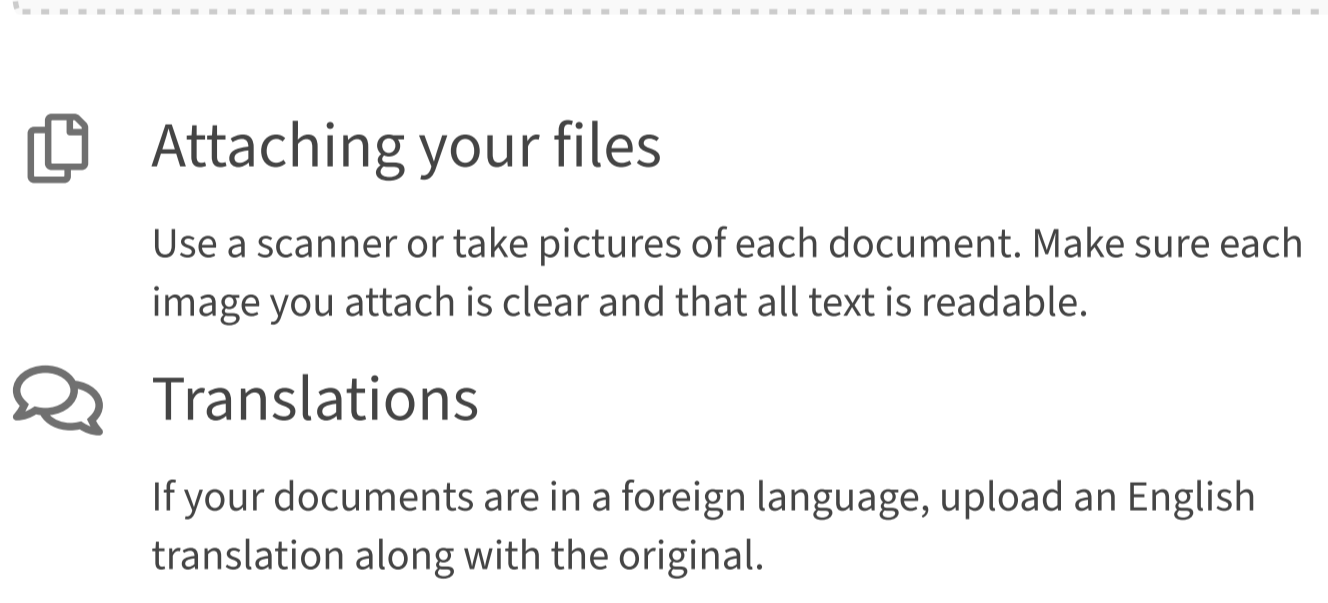 Attaching your files
Use a scanner or take pictures of each document. Make sure each
image you attach is clear and that all text is readable.
Translations
If your documents are in a foreign language, upload an English
translation along with the original.